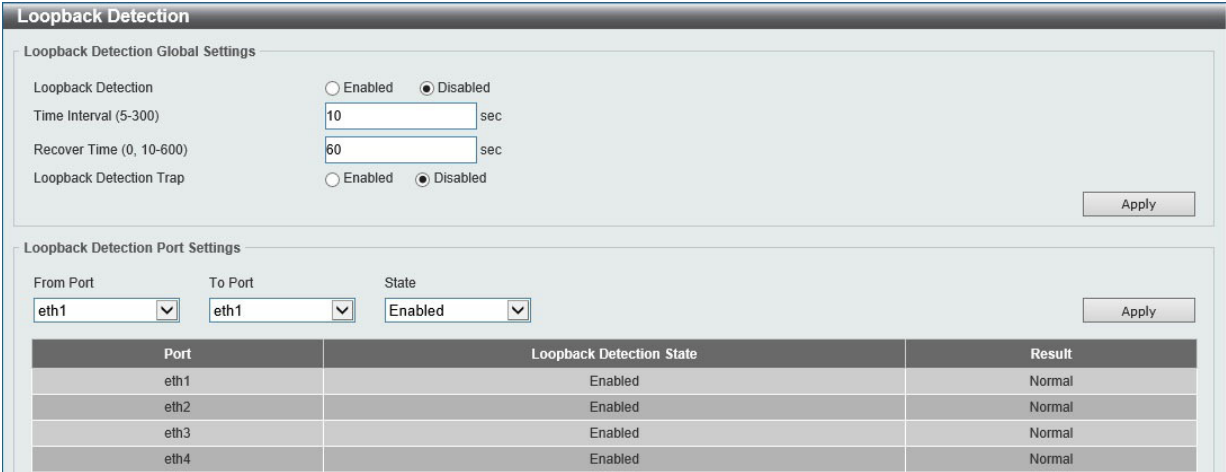 Loopback Detection
Loopback Detection Global Settings
Loopback Detection Enabled Disabled
Time Interval (5-300) 10 sec
Recover Time (0, 10-600) 60 sec
Loopback Detection Trap Enabled Disabled
Apply
Loopback Detection Port Settings
From Port To Port State
eth1 eth1 Enabled Apply
Port Loopback Detection State Result
eth1 Enabled Normal
eth2 Enabled Normal
eth3 Enabled Normal
eth4 Enabled Normal